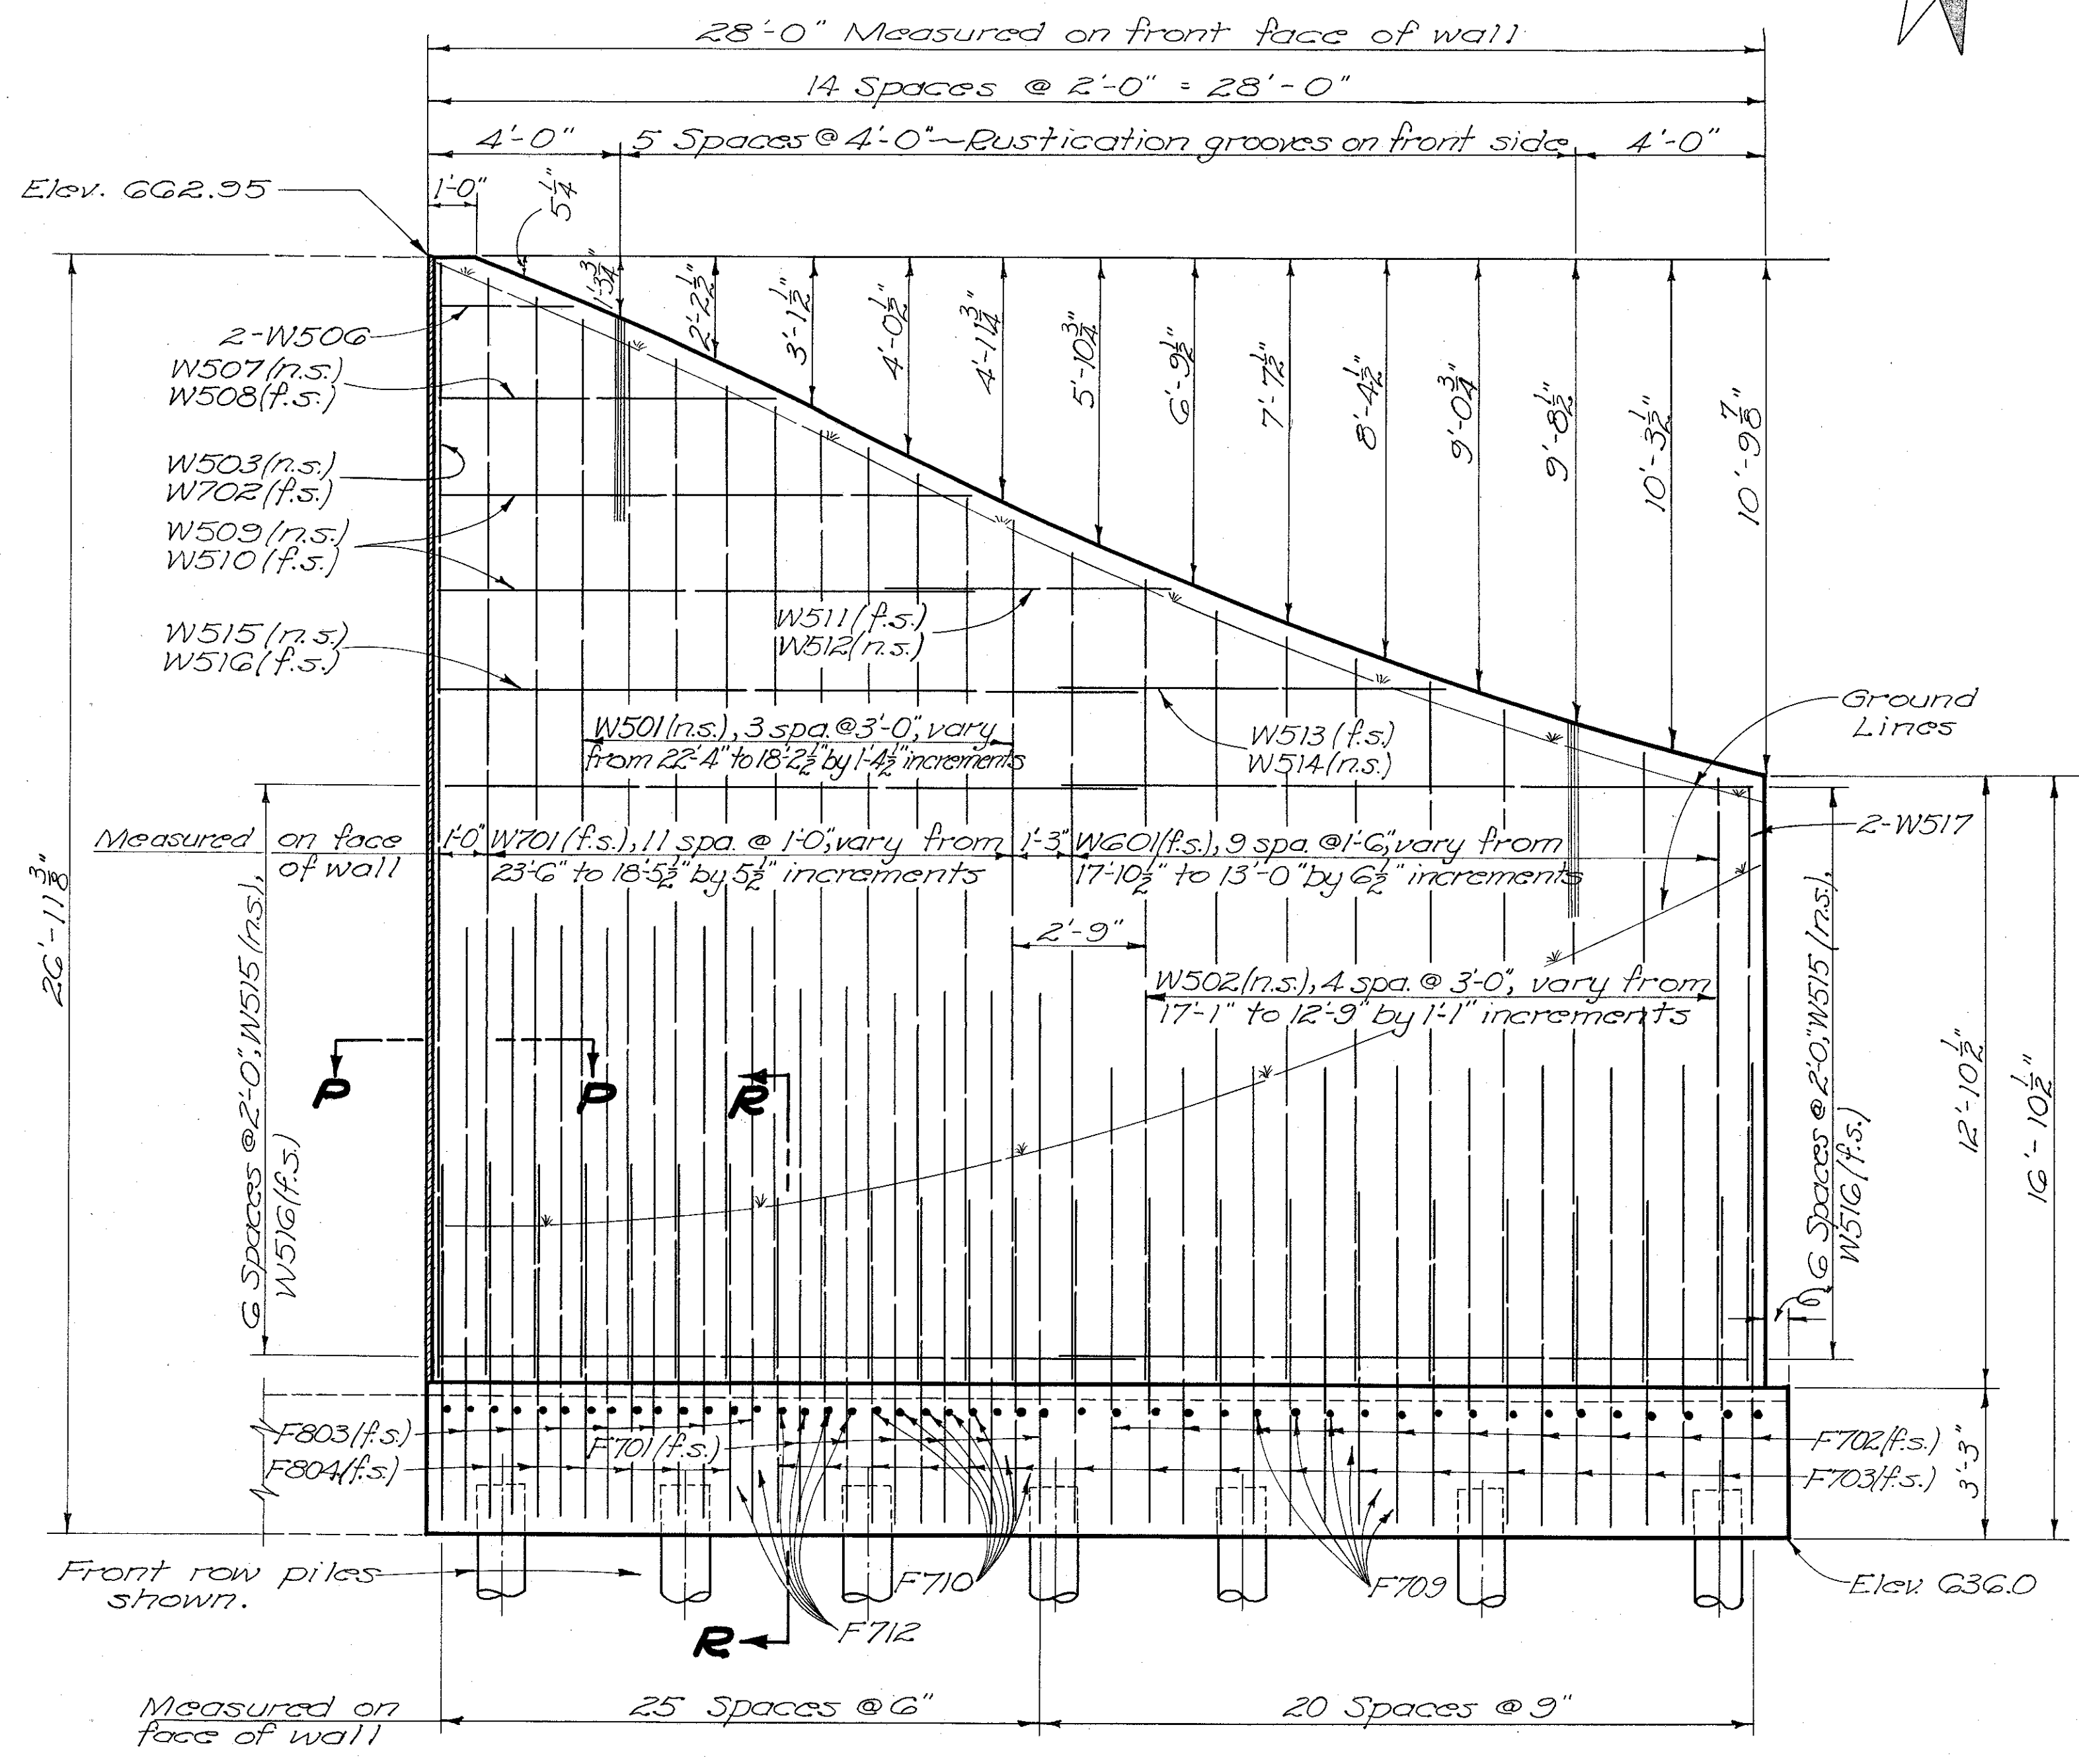 28'-0" Measured on front face of wall
14 Spaces @ 2'-0" = 28'-0"
4'-0" 5 Spaces @ 4'-0"~Rustication grooves on front side 4'-0"
Elev. 662.95
1'-0"
5 1/4"
1'-3 3/4"
2'-2 1/2"
3'-1 1/2"
4'-0 1/2"
4'-11 3/4"
5'-10 3/4"
6'-9 1/2"
7'-7 1/2"
8'-4 1/2"
9'-0 3/4"
9'-8 1/2"
10'-3 1/2"
10'-9 7/8"
2-W506
W507(n.s.)
W508(f.s.)
W503(n.s.)
W702(f.s.)
W509(n.s.)
W510(f.s.)
W511(f.s.)
W512(n.s.)
W515(n.s.)
W516(f.s.)
W501(n.s.), 3 spa. @ 3'-0", vary
from 22'-4" to 18'-2 1/2" by 1'-4 1/2" increments
W513(f.s.)
W514(n.s.)
Ground
Lines
2-W517
Measured on face
of wall
1'-0"
W701(f.s.), 11 spa. @ 1'-0", vary from
23'-6" to 18'-5 1/2" by 5 1/2" increments
1'-3"
W601(f.s.), 9 spa. @ 1'-6", vary from
17'-10 1/2" to 13'-0" by 6 1/2" increments
2'-9"
W502(n.s.), 4 spa. @ 3'-0", vary from
17'-1" to 12'-9" by 1'-1" increments
26'-11 3/8"
6 Spaces @ 2'-0", W515(n.s.),
W516(f.s.)
P P
R
6 Spaces @ 2'-0", W515(n.s.),
W516(f.s.)
6"
12'-10 1/2"
16'-10 1/2"
3'-3"
F803(f.s.)
F804(f.s.)
F701(f.s.)
F702(f.s.)
F703(f.s.)
Front row piles
shown.
F710
F709
F712
Elev. 636.0
R
Measured on
face of wall
25 Spaces @ 6"
20 Spaces @ 9"